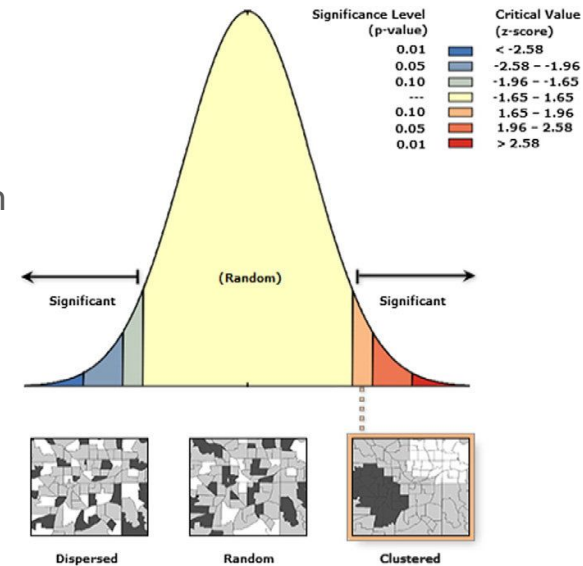 Significance Level Critical Value
(p-value) (z-score)
0.01 < -2.58
0.05 -2.58 – -1.96
0.10 -1.96 – -1.65
--- -1.65 – 1.65
0.10 1.65 – 1.96
0.05 1.96 – 2.58
0.01 > 2.58
n
(Random)
Significant Significant
Dispersed Random Clustered